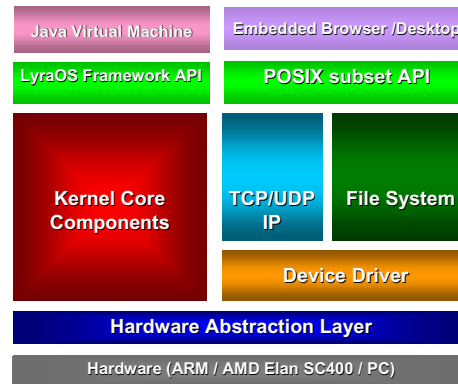 Java Virtual Machine
Embedded Browser /Desktop
LyraOS Framework API
POSIX subset API
Kernel Core
Components
TCP/UDP
IP
File System
Device Driver
Hardware Abstraction Layer
Hardware (ARM / AMD Elan SC400 / PC)